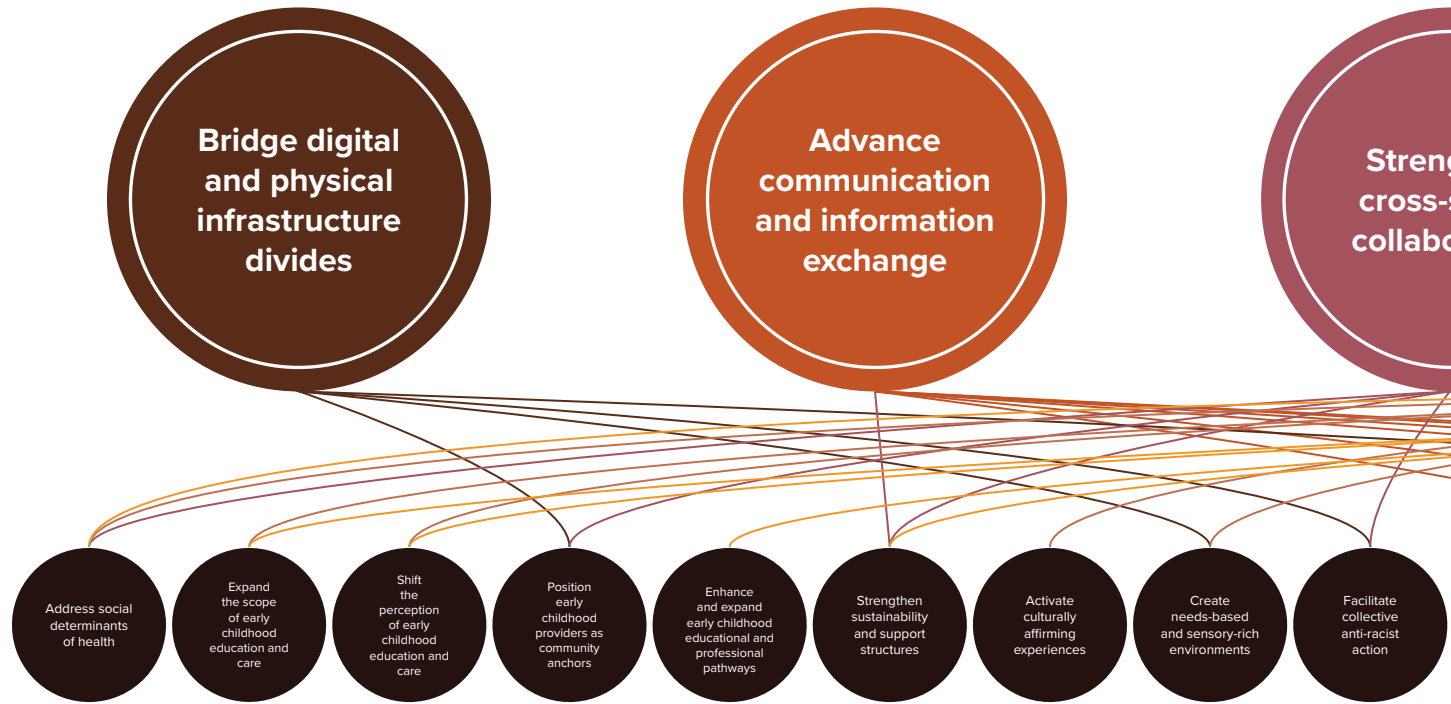 Bridge digital
and physical
infrastructure
divides
Advance
communication
and information
exchange
Address social
determinants
of health
Expand
the scope
of early
childhood
education and
care
Shift
the
perception
of early
childhood
education and
care
Position
early
childhood
providers as
community
anchors
Enhance
and expand
early childhood
educational and
professional
pathways
Strengthen
sustainability
and support
structures
Activate
culturally
affirming
experiences
Create
needs-based
and sensory-rich
environments
Facilitate
collective
anti-racist
action